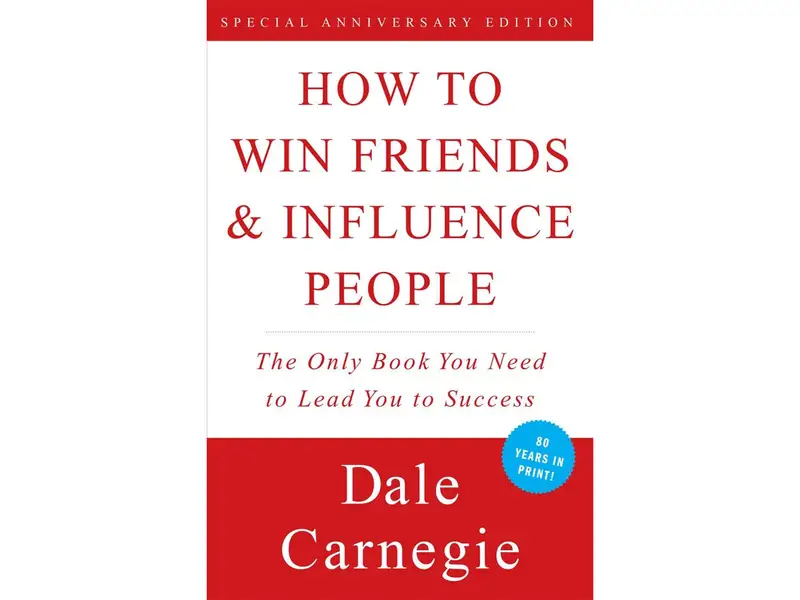 SPECIAL ANNIVERSARY EDITION
HOW TO
WIN FRIENDS
& INFLUENCE
PEOPLE
The Only Book You Need
to Lead You to Success
80
YEARS IN
PRINT!
Dale
Carnegie